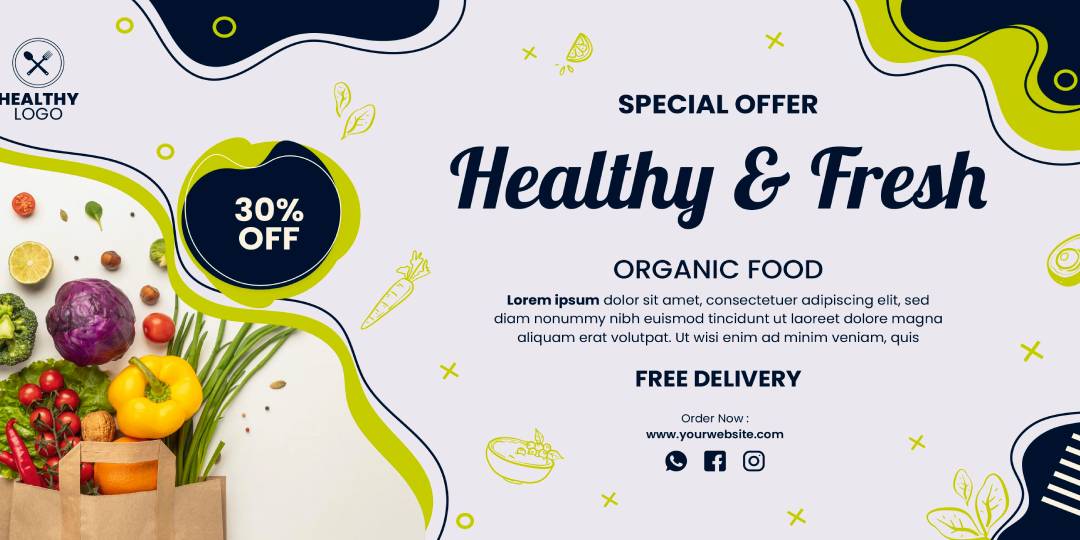 HEALTHY
LOGO
30%
OFF
SPECIAL OFFER
Healthy & Fresh
ORGANIC FOOD
Lorem ipsum dolor sit amet, consectetuer adipiscing elit, sed
diam nonummy nibh euismod tincidunt ut laoreet dolore magna
aliquam erat volutpat. Ut wisi enim ad minim veniam, quis
FREE DELIVERY
Order Now :
www.yourwebsite.com